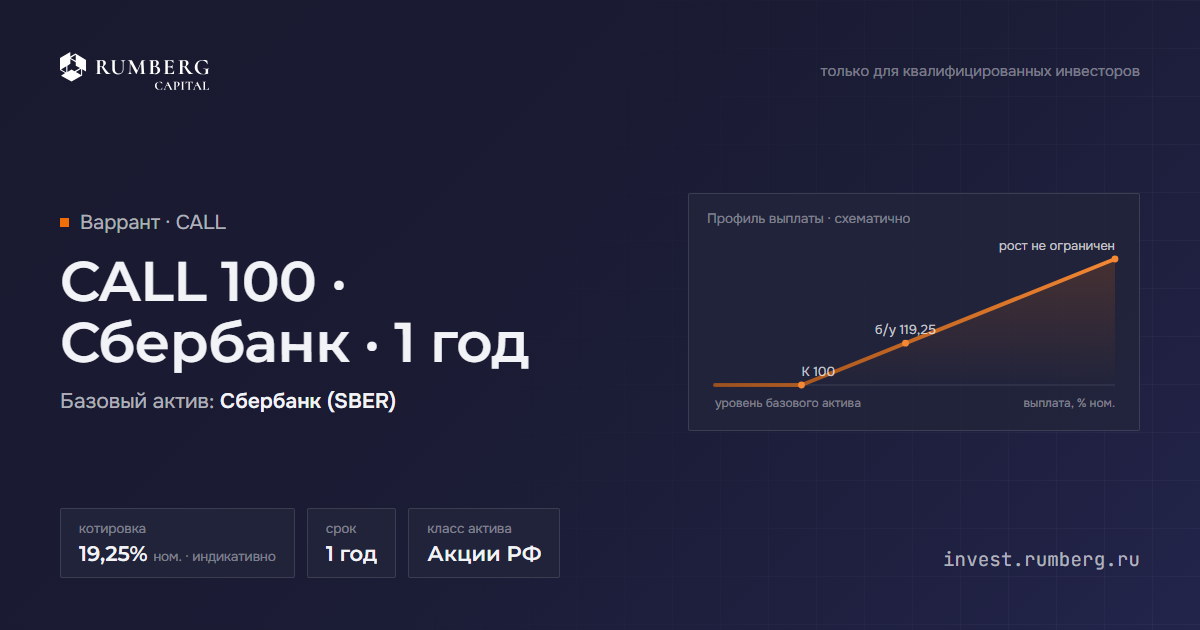 RUMBERG
CAPITAL
только для квалифицированных инвесторов
Варрант · CALL
CALL 100 ·
Сбербанк · 1 год
Базовый актив: Сбербанк (SBER)
Профиль выплаты · схематично
рост не ограничен
б/у 119,25
К 100
уровень базового актива
выплата, % ном.
котировка
19,25% ном. · индикативно
срок
1 год
класс актива
Акции РФ
invest.rumberg.ru